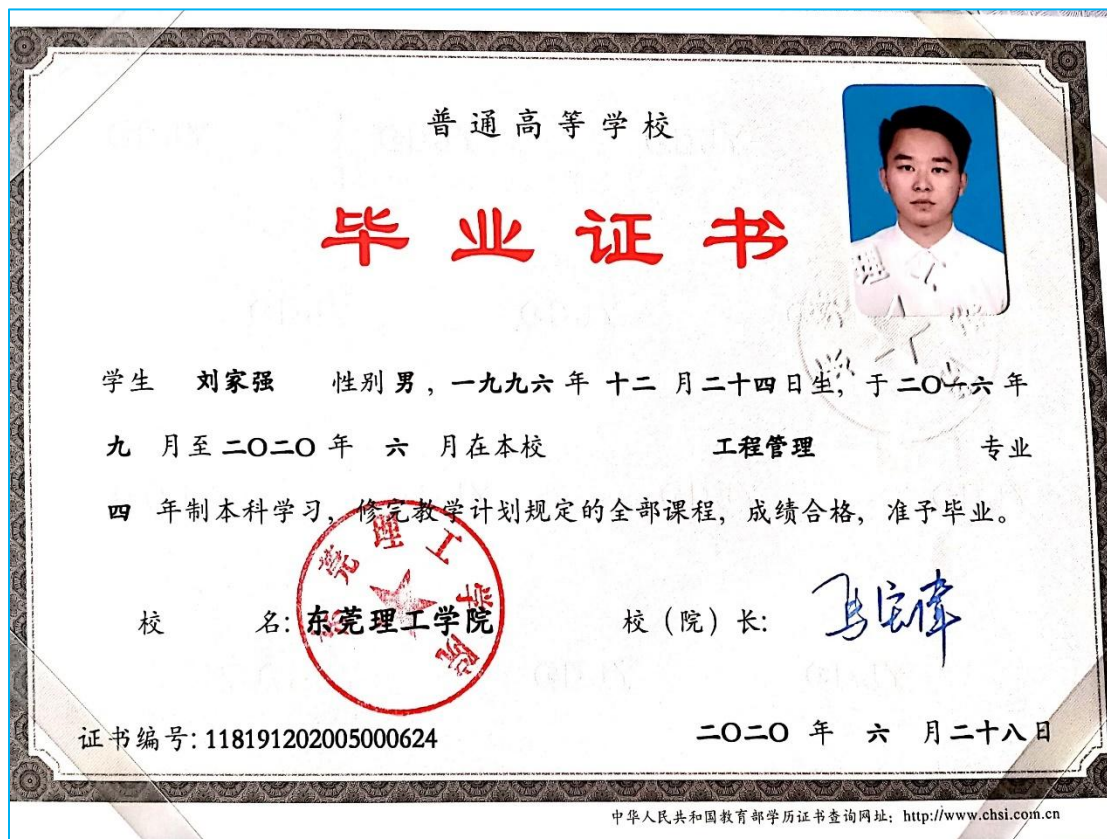 普通高等学校
毕业证书
学生 刘家强 性别 男 , 一九九六 年 十二 月 二十四 日生, 于 二〇一六 年
九 月至 二〇二〇 年 六 月在本校 工程管理 专业
四 年制本科学习, 修完教学计划规定的全部课程, 成绩合格, 准予毕业。
校 名: 东莞理工学院 校（院）长:
东莞理工学院
证书编号: 118191202005000624 二〇二〇 年 六 月 二十八 日
中华人民共和国教育部学历证书查询网址: http://www.chsi.com.cn